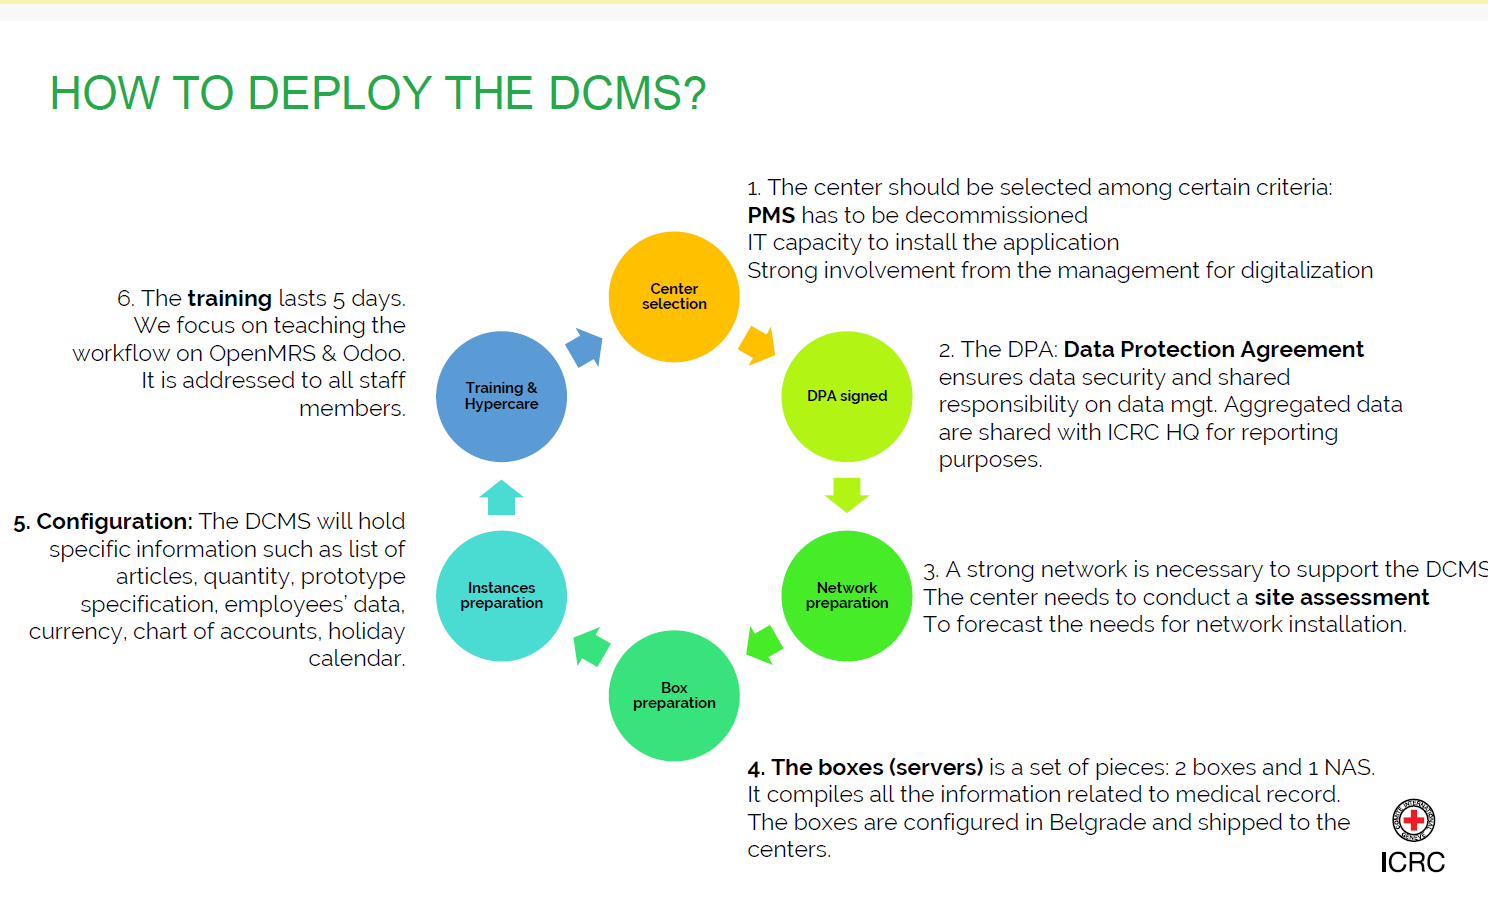 HOW TO DEPLOY THE DCMS?
1. The center should be selected among certain criteria:
PMS has to be decommissioned
IT capacity to install the application
Strong involvement from the management for digitalization
Center
selection
2. The DPA: Data Protection Agreement
ensures data security and shared
responsibility on data mgt. Aggregated data
are shared with ICRC HQ for reporting
purposes.
DPA signed
3. A strong network is necessary to support the DCMS
The center needs to conduct a site assessment
To forecast the needs for network installation.
Network
preparation
4. The boxes (servers) is a set of pieces: 2 boxes and 1 NAS.
It compiles all the information related to medical record.
The boxes are configured in Belgrade and shipped to the
centers.
Box
preparation
5. Configuration: The DCMS will hold
specific information such as list of
articles, quantity, prototype
specification, employees’ data,
currency, chart of accounts, holiday
calendar.
Instances
preparation
6. The training lasts 5 days.
We focus on teaching the
workflow on OpenMRS & Odoo.
It is addressed to all staff
members.
Training &
Hypercare
COMITE INTERNATIONAL
GENEVE
ICRC